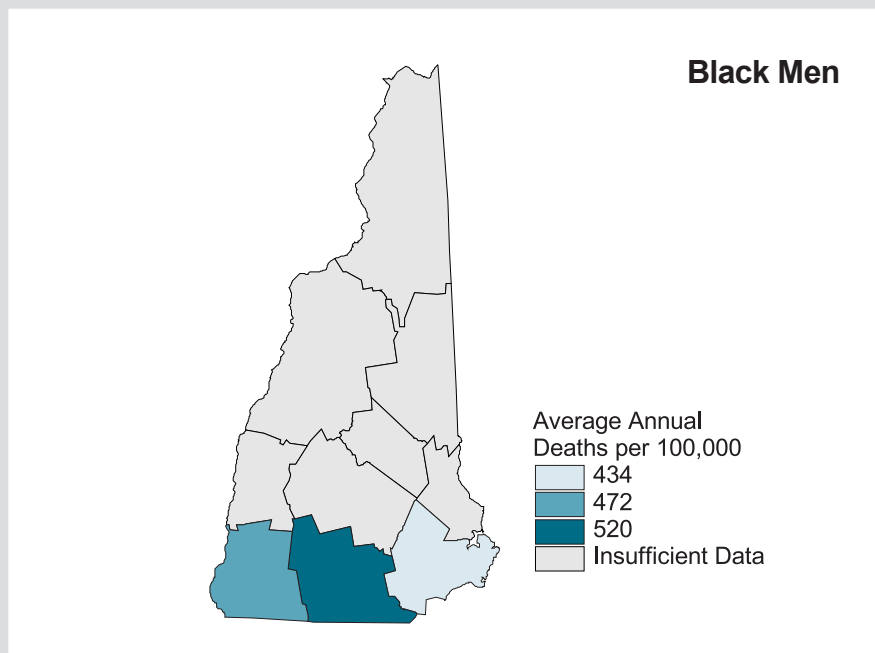 Black Men
Average Annual
Deaths per 100,000
434
472
520
Insufficient Data